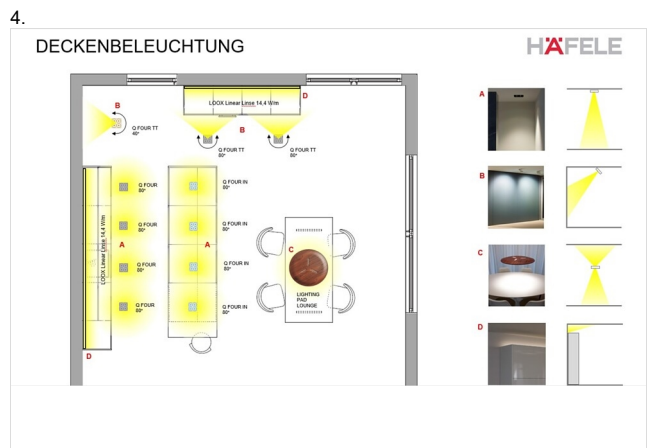 4.
DECKENBELEUCHTUNG
HÄFELE
D
LOOX Linear Linse 14,4 W/m
B
Q FOUR TT
40°
B
Q FOUR TT
80°
Q FOUR TT
80°
Q FOUR
80°
Q FOUR IN
80°
Q FOUR
80°
Q FOUR IN
80°
LOOX Linear Linse 14,4 W/m
A
A
C
Q FOUR
80°
Q FOUR IN
80°
LIGHTING
PAD
LOUNGE
Q FOUR
80°
Q FOUR IN
80°
D
A
B
C
D